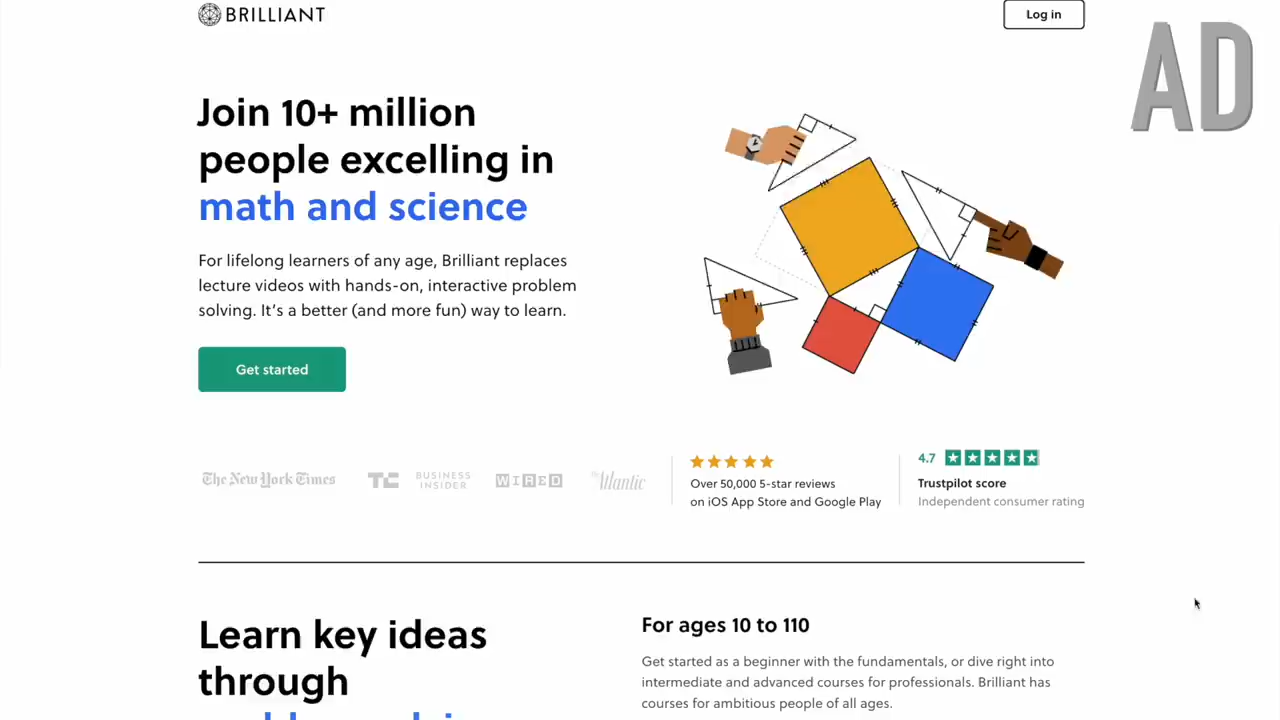 BRILLIANT
Log in
AD
Join 10+ million
people excelling in
math and science
For lifelong learners of any age, Brilliant replaces
lecture videos with hands-on, interactive problem
solving. It's a better (and more fun) way to learn.
Get started
The New York Times
TC
BUSINESS
INSIDER
WIRED
The Atlantic
Over 50,000 5-star reviews
on iOS App Store and Google Play
4.7
Trustpilot score
Independent consumer rating
Learn key ideas
through
For ages 10 to 110
Get started as a beginner with the fundamentals, or dive right into
intermediate and advanced courses for professionals. Brilliant has
courses for ambitious people of all ages.